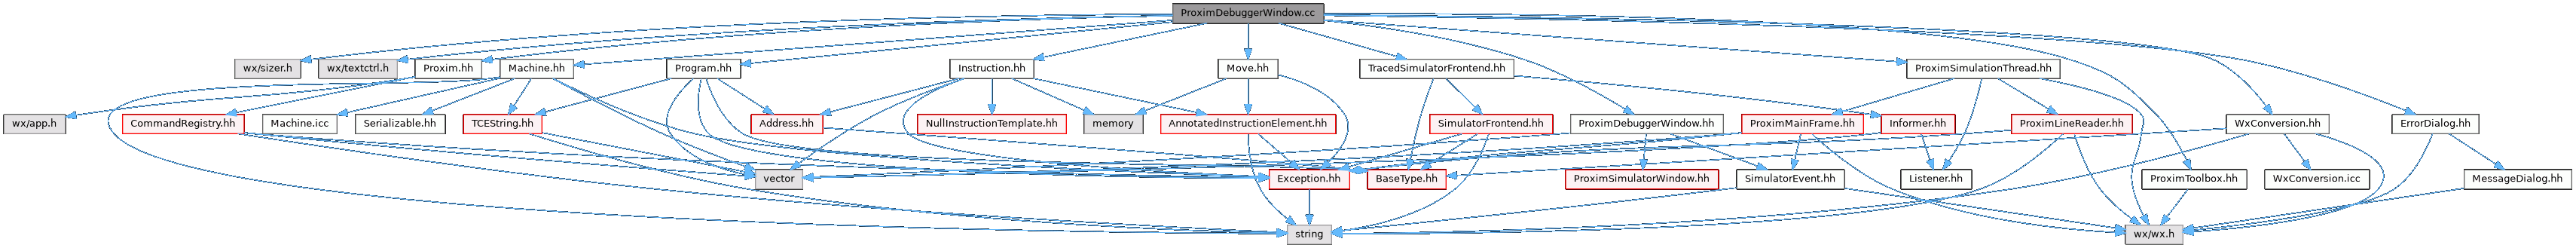 ProximDebuggerWindow.cc
wx/sizer.h
wx/textctrl.h
Proxim.hh
Machine.hh
Program.hh
Instruction.hh
Move.hh
TracedSimulatorFrontend.hh
ProximSimulationThread.hh
wx/app.h
CommandRegistry.hh
Machine.icc
Serializable.hh
TCEString.hh
Address.hh
NullInstructionTemplate.hh
memory
AnnotatedInstructionElement.hh
SimulatorFrontend.hh
ProximDebuggerWindow.hh
ProximMainFrame.hh
Informer.hh
ProximLineReader.hh
WxConversion.hh
ErrorDialog.hh
vector
Exception.hh
BaseType.hh
ProximSimulatorWindow.hh
SimulatorEvent.hh
Listener.hh
ProximToolbox.hh
WxConversion.icc
MessageDialog.hh
string
wx/wx.h